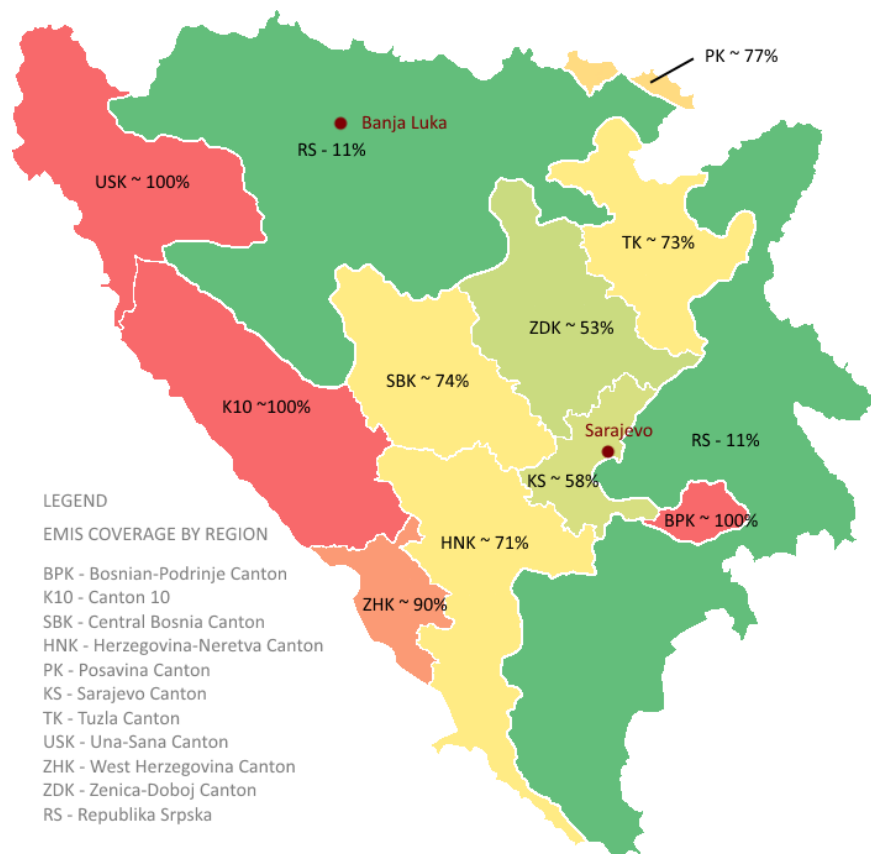 PK ~ 77%
Banja Luka
RS - 11%
USK ~ 100%
TK ~ 73%
ZDK ~ 53%
SBK ~ 74%
K10 ~100%
Sarajevo
RS - 11%
KS ~ 58%
BPK ~ 100%
HNK ~ 71%
ZHK ~ 90%
LEGEND
EMIS COVERAGE BY REGION
BPK - Bosnian-Podrinje Canton
K10 - Canton 10
SBK - Central Bosnia Canton
HNK - Herzegovina-Neretva Canton
PK - Posavina Canton
KS - Sarajevo Canton
TK - Tuzla Canton
USK - Una-Sana Canton
ZHK - West Herzegovina Canton
ZDK - Zenica-Doboj Canton
RS - Republika Srpska